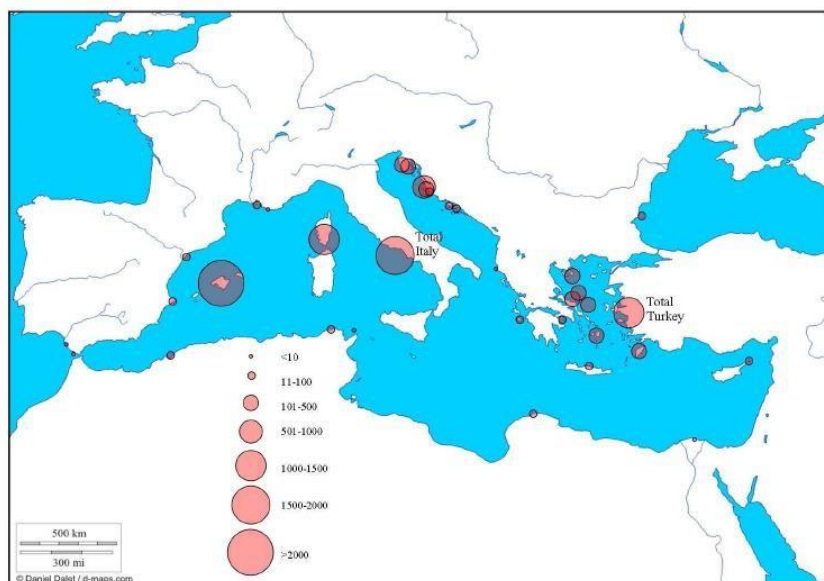 Total
Italy
Total
Turkey
<10
11-100
101-500
501-1000
1000-1500
1500-2000
>2000
500 km
300 mi
© Daniel Dalet / d-maps.com